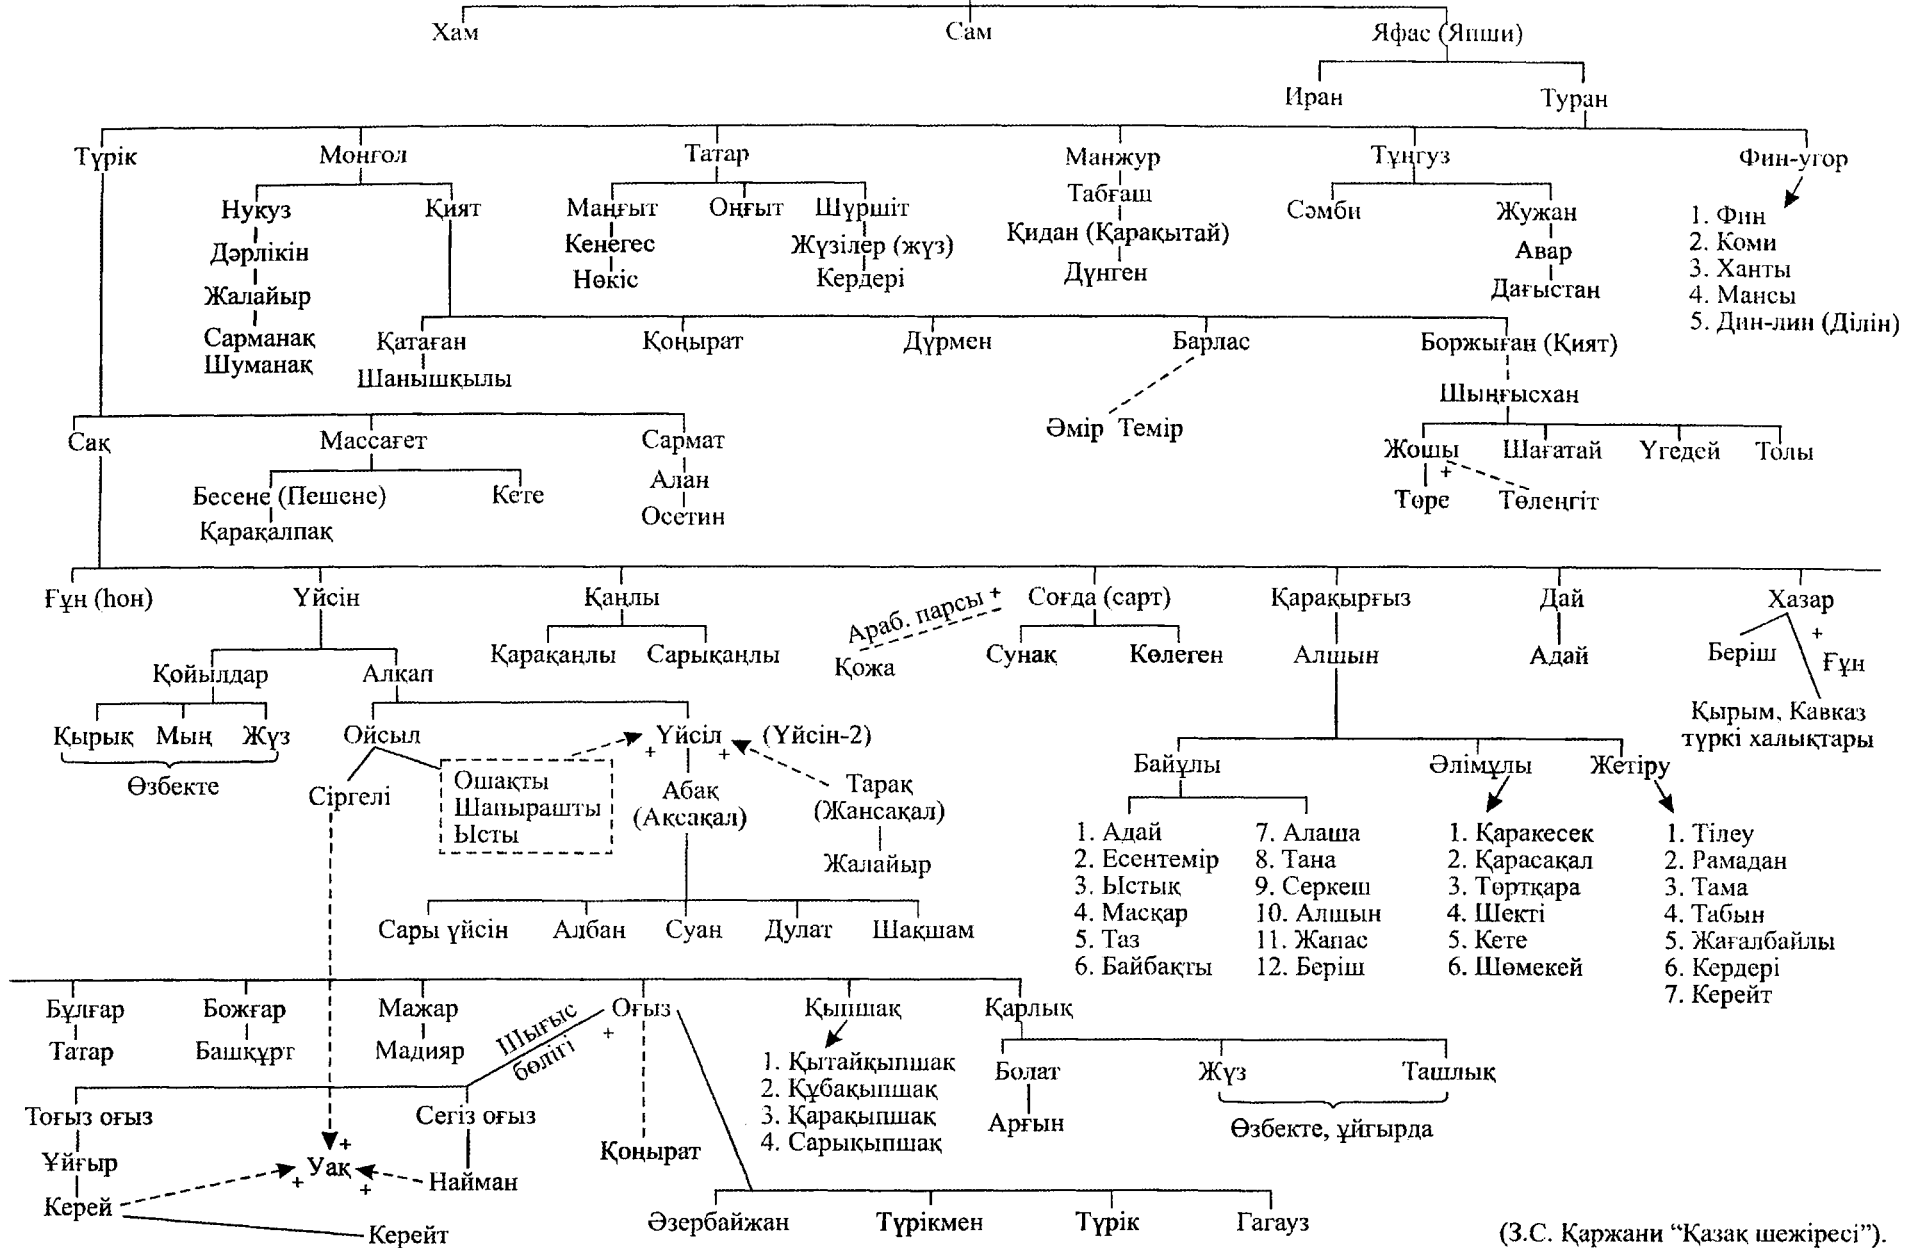 Хам
Сам
Яфас (Япши)
Иран
Туран
Түрік
Монғол
Татар
Манжур
Тұңғуз
Фин-угор
Нукуз
Дәрлікін
Жалайыр
Сарманақ
Шуманақ
Қият
Маңғыт
Кенегес
Нөкіс
Оңғыт
Шүршіт
Жүзілер (жүз)
Кердері
Табғаш
Қидан (Қарақытай)
Дүнген
Сәмби
Жужан
Авар
Дағыстан
1. Фин
2. Коми
3. Ханты
4. Мансы
5. Дин-лин (Ділін)
Қатаған
Шанышқылы
Қоңырат
Дүрмен
Барлас
Боржыған (Қият)
Әмір Темір
Шыңғысхан
Жошы
Шағатай
Үгедей
Толы
+
Төре
Төлеңгіт
Сақ
Массагет
Сармат
Бесене (Пешене)
Қарақалпақ
Кете
Алан
Осетин
Ғұн (һон)
Үйсін
Қаңлы
Араб. парсы +
Қожа
Соғда (сарт)
Қарақырғыз
Дай
Хазар
Қарақаңлы
Сарықаңлы
Сунақ
Көлеген
Алшын
Адай
Беріш
+
Ғұн
Қырым, Кавказ
түркі халықтары
Қойылдар
Алқап
Қырық
Мың
Жүз
Өзбекте
Ойсыл
Үйсіл
(Үйсін-2)
+
+
Сіргелі
Ошақты
Шапырашты
Ысты
Абақ
(Ақсақал)
Тарақ
(Жансақал)
Жалайыр
Сары үйсін
Албан
Суан
Дулат
Шақшам
Байұлы
Әлімұлы
Жетіру
1. Адай
2. Есентемір
3. Ыстық
4. Масқар
5. Таз
6. Байбақты
7. Алаша
8. Тана
9. Серкеш
10. Алшын
11. Жапас
12. Беріш
1. Қаракесек
2. Қарасақал
3. Төртқара
4. Шекті
5. Кете
6. Шөмекей
1. Тілеу
2. Рамадан
3. Тама
4. Табын
5. Жағалбайлы
6. Кердері
7. Керейт
Бұлғар
Татар
Божғар
Башқұрт
Мажар
Мадияр
Шығыс
бөлігі
Оғыз
+
Қыпшақ
Қарлық
1. Қытайқыпшақ
2. Құбақыпшақ
3. Қарақыпшақ
4. Сарықыпшақ
Болат
Арғын
Жүз
Ташлық
Өзбекте, ұйғырда
Тоғыз оғыз
Ұйғыр
Керей
Сегіз оғыз
Найман
+
Уақ
+
+
Керейт
Қоңырат
Әзербайжан
Түрікмен
Түрік
Гагауз
(З.С. Қаржани “Қазақ шежіресі”).